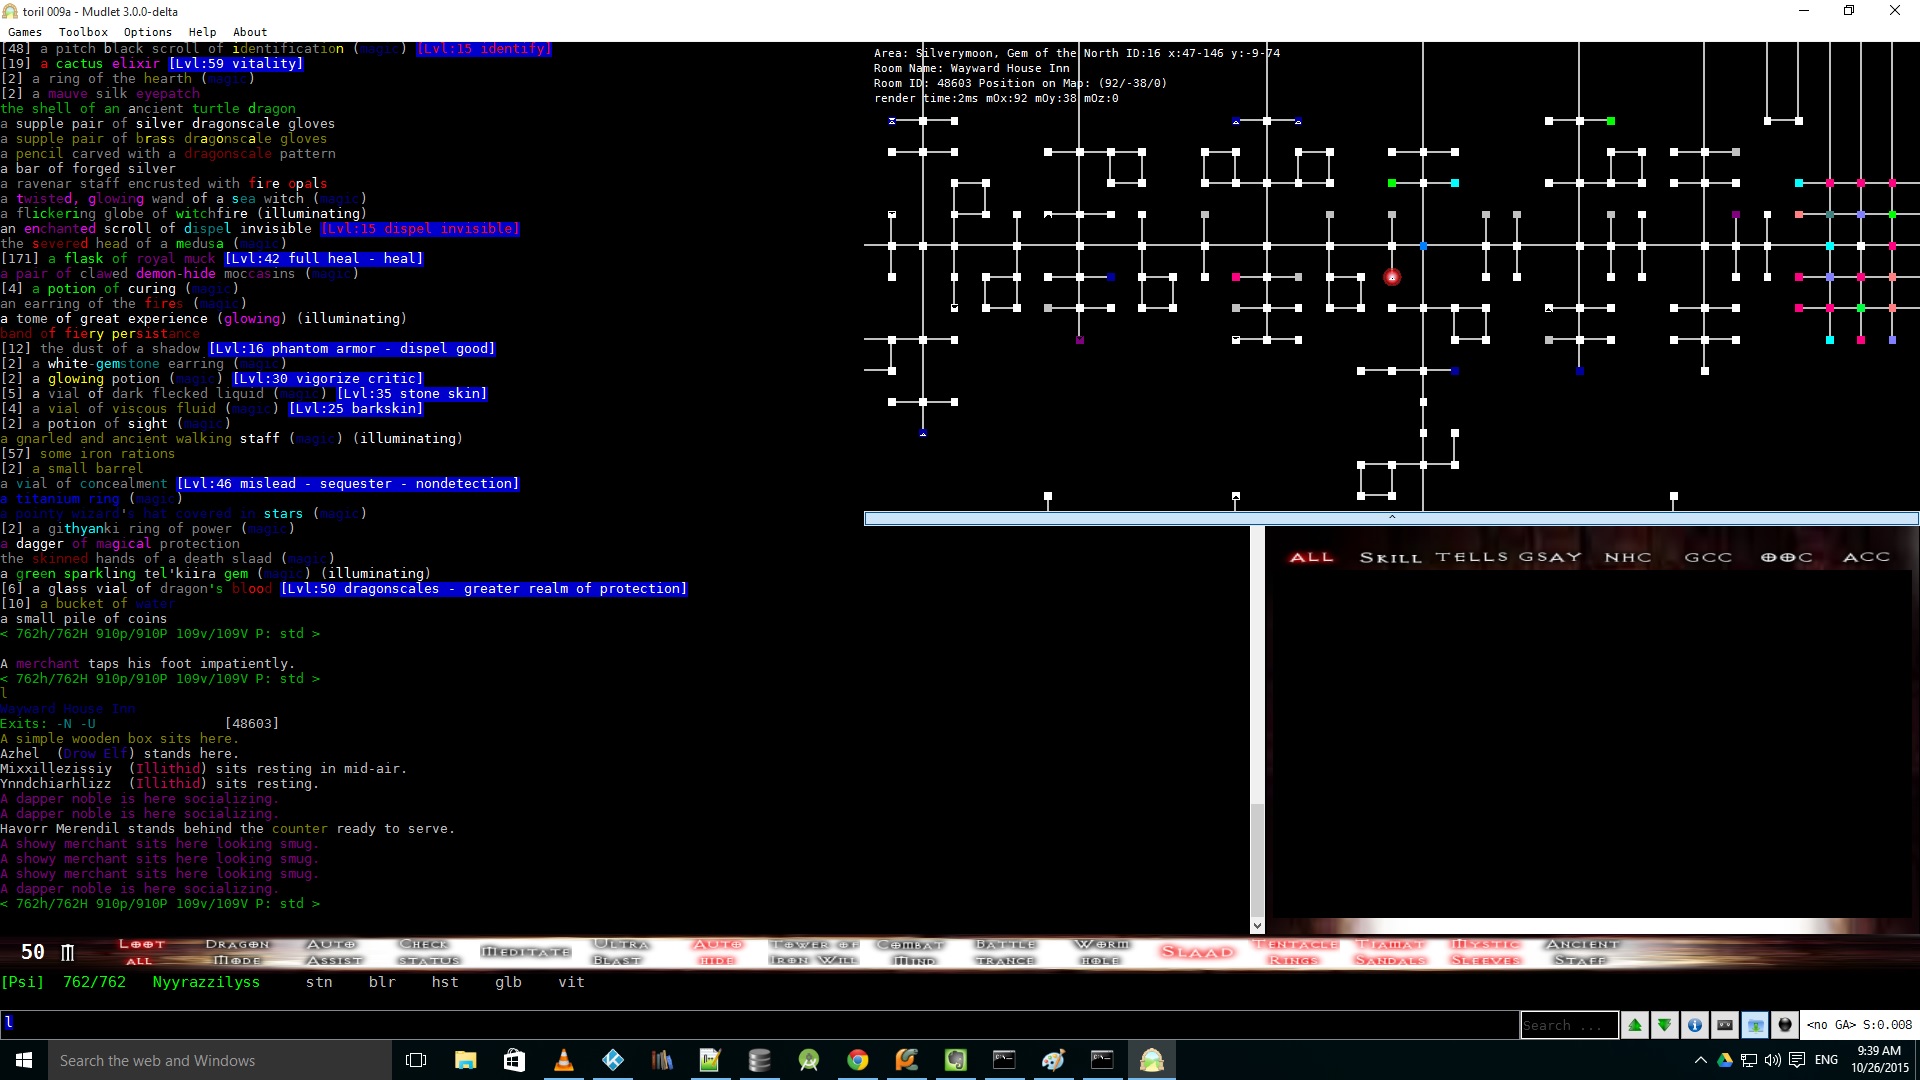 toril 009a - Mudlet 3.0.0-delta
Games Toolbox Options Help About
[48] a pitch black scroll of identification (magic) [Lvl:15 identify]
[19] a cactus elixir [Lvl:59 vitality]
[2] a ring of the hearth (magic)
[2] a mauve silk eyepatch
the shell of an ancient turtle dragon
a supple pair of silver dragonscale gloves
a supple pair of brass dragonscale gloves
a pencil carved with a dragonscale pattern
a bar of forged silver
a ravenar staff encrusted with fire opals
a twisted, glowing wand of a sea witch (magic)
a flickering globe of witchfire (illuminating)
an enchanted scroll of dispel invisible [Lvl:15 dispel invisible]
the severed head of a medusa (magic)
[171] a flask of royal muck [Lvl:42 full heal - heal]
a pair of clawed demon-hide moccasins (magic)
[4] a potion of curing (magic)
an earring of the fires (magic)
a tome of great experience (glowing) (illuminating)
band of fiery persistance
[12] the dust of a shadow [Lvl:16 phantom armor - dispel good]
[2] a white-gemstone earring (magic)
[2] a glowing potion (magic) [Lvl:30 vigorize critic]
[5] a vial of dark flecked liquid (magic) [Lvl:35 stone skin]
[4] a vial of viscous fluid (magic) [Lvl:25 barkskin]
[2] a potion of sight (magic)
a gnarled and ancient walking staff (magic) (illuminating)
[57] some iron rations
[2] a small barrel
a vial of concealment [Lvl:46 mislead - sequester - nondetection]
a titanium ring (magic)
a pointy wizard's hat covered in stars (magic)
[2] a githyanki ring of power (magic)
a dagger of magical protection
the skinned hands of a death slaad (magic)
a green sparkling tel'kiira gem (magic) (illuminating)
[6] a glass vial of dragon's blood [Lvl:50 dragonscales - greater realm of protection]
[10] a bucket of water
a small pile of coins
< 762h/762H 910p/910P 109v/109V P: std >
A merchant taps his foot impatiently.
< 762h/762H 910p/910P 109v/109V P: std >
l
Wayward House Inn
Exits: -N -U [48603]
A simple wooden box sits here.
Azhel (Drow Elf) stands here.
Mixxillezissiy (Illithid) sits resting in mid-air.
Ynndchiarhlizz (Illithid) sits resting.
A dapper noble is here socializing.
A dapper noble is here socializing.
Havorr Merendil stands behind the counter ready to serve.
A showy merchant sits here looking smug.
A showy merchant sits here looking smug.
A showy merchant sits here looking smug.
A dapper noble is here socializing.
< 762h/762H 910p/910P 109v/109V P: std >
Area: Silverymoon, Gem of the North ID:16 x:47-146 y:-9-74
Room Name: Wayward House Inn
Room ID: 48603 Position on Map: (92/-38/0)
render time:2ms mOx:92 mOy:38 mOz:0
ALL SKILL TELLS GSAY NHC GCC OOC ACC
50 LOOT ALL DRAGON MODE AUTO ASSIST CHECK STATUS MEDITATE ULTRA BLAST AUTO HIDE TOWER OF IRON WILL COMBAT MIND BATTLE TRANCE WORM HOLE SLAAD TENTACLE RINGS TIAMAT SANDALS MYSTIC SLEEVES ANCIENT STAFF
[Psi] 762/762 Nyyrazzilyss stn blr hst glb vit
l
Search ...
<no GA> S:0.008
Search the web and Windows
ENG
9:39 AM
10/26/2015